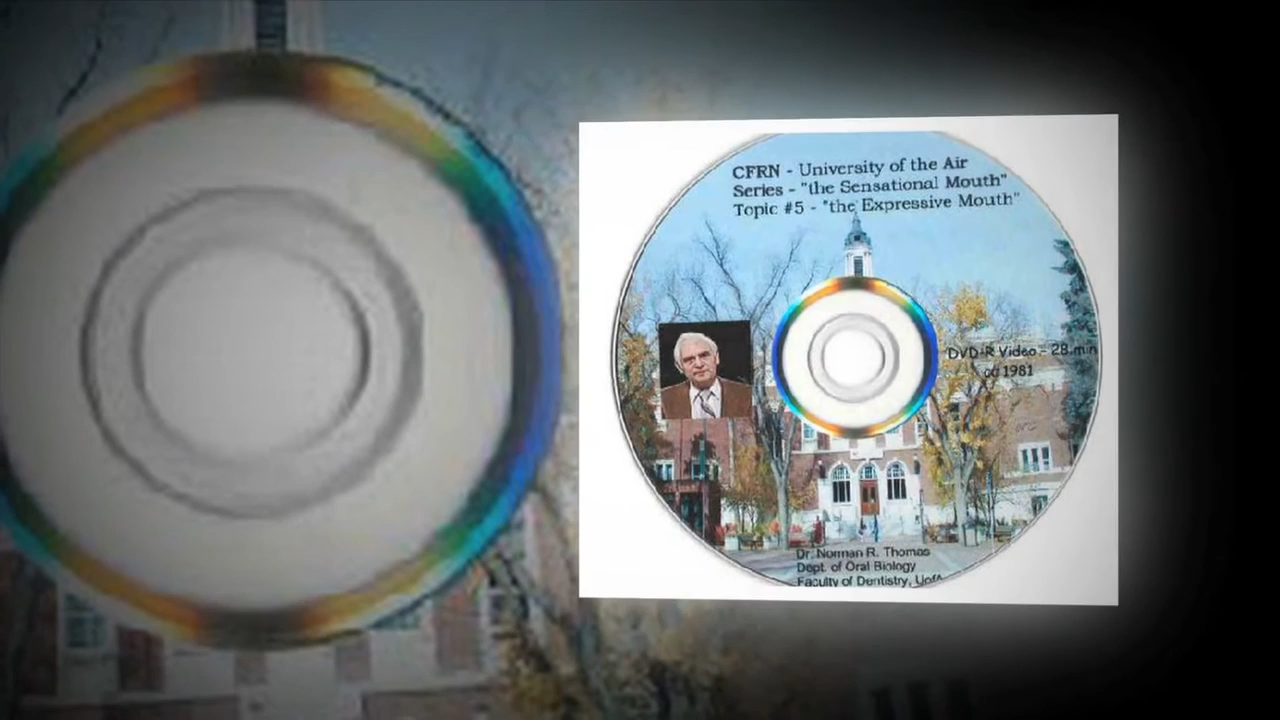 CFRN - University of the Air
Series - "the Sensational Mouth"
Topic #5 - "the Expressive Mouth"
DVD-R Video - 28 min
1981
Dr. Norman R. Thomas
Dept. of Oral Biology
Faculty of Dentistry, UofA